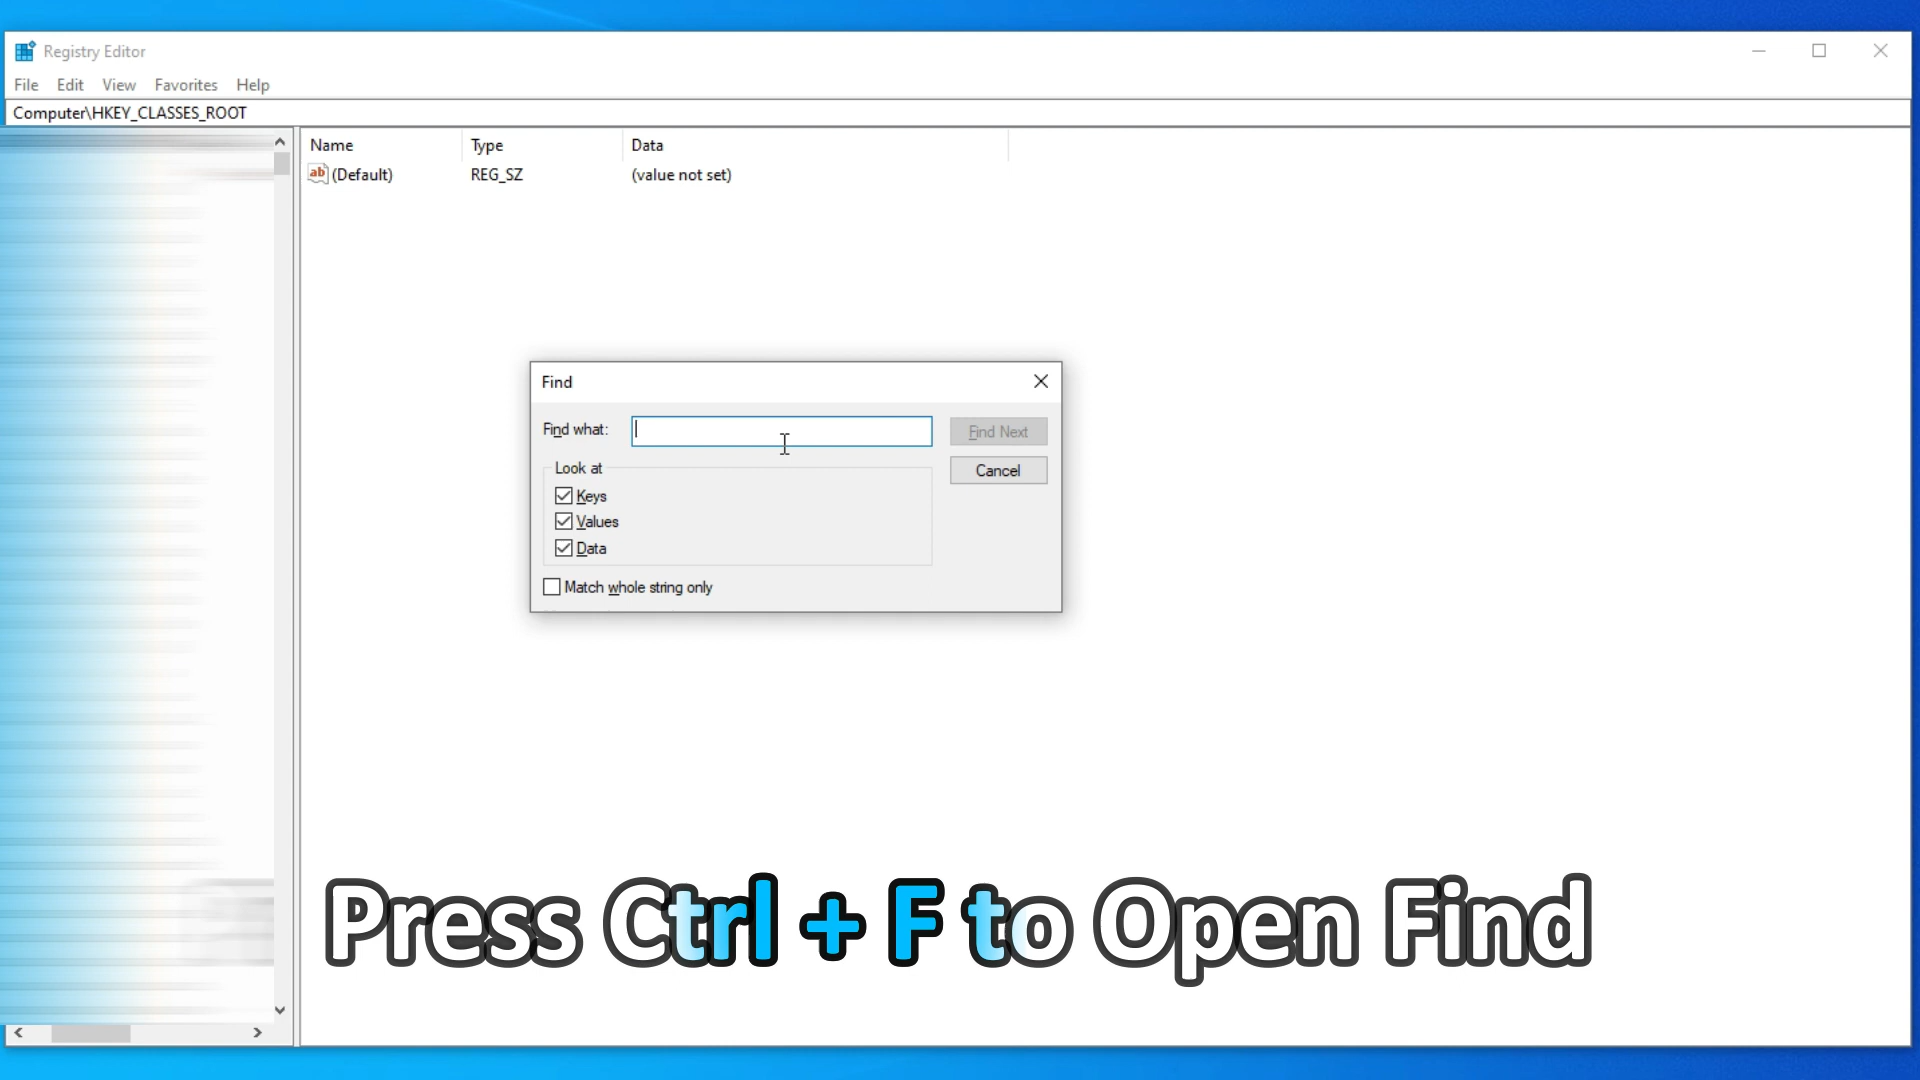 Registry Editor
File Edit View Favorites Help
Computer\HKEY_CLASSES_ROOT
Name Type Data
ab (Default) REG_SZ (value not set)
Find
Find what: Find Next
Look at Cancel
Keys
Values
Data
Match whole string only
Press Ctrl + F to Open Find